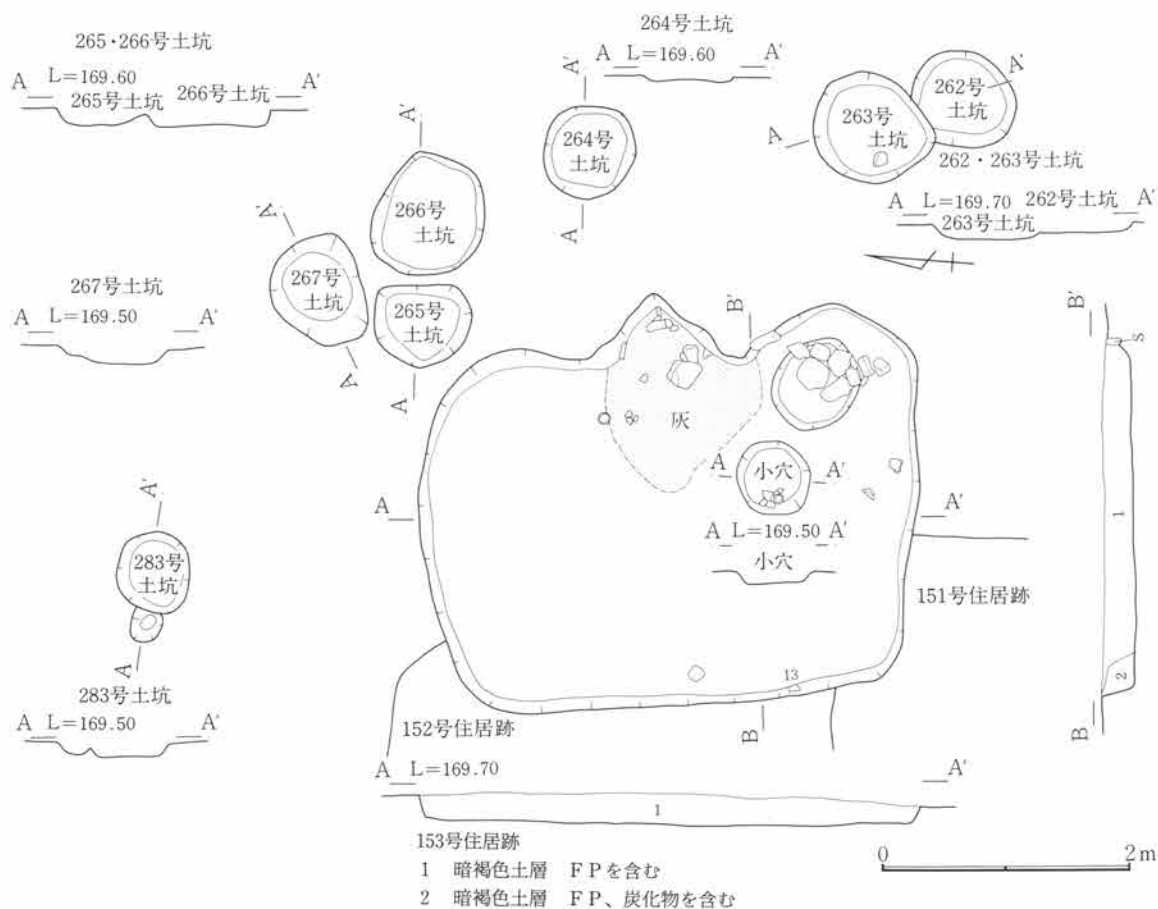 265・266号土坑
A L=169.60 A'
265号土坑 266号土坑
264号土坑
A L=169.60 A'
A'
264号
土坑
A
A'
262号
土坑
263号
土坑
A
262・263号土坑
A L=169.70 262号土坑 A'
263号土坑
A'
266号
土坑
265号
土坑
A
A'
267号
土坑
A
267号土坑
A L=169.50 A'
B'
灰
A 小穴 A'
A L=169.50 A'
小穴
A A'
151号住居跡
13
B
152号住居跡
B'
S
1
2
B
A'
283号
土坑
A
283号土坑
A L=169.50 A'
A L=169.70 A'
1
153号住居跡
1 暗褐色土層 FPを含む
2 暗褐色土層 FP、炭化物を含む
0 2m